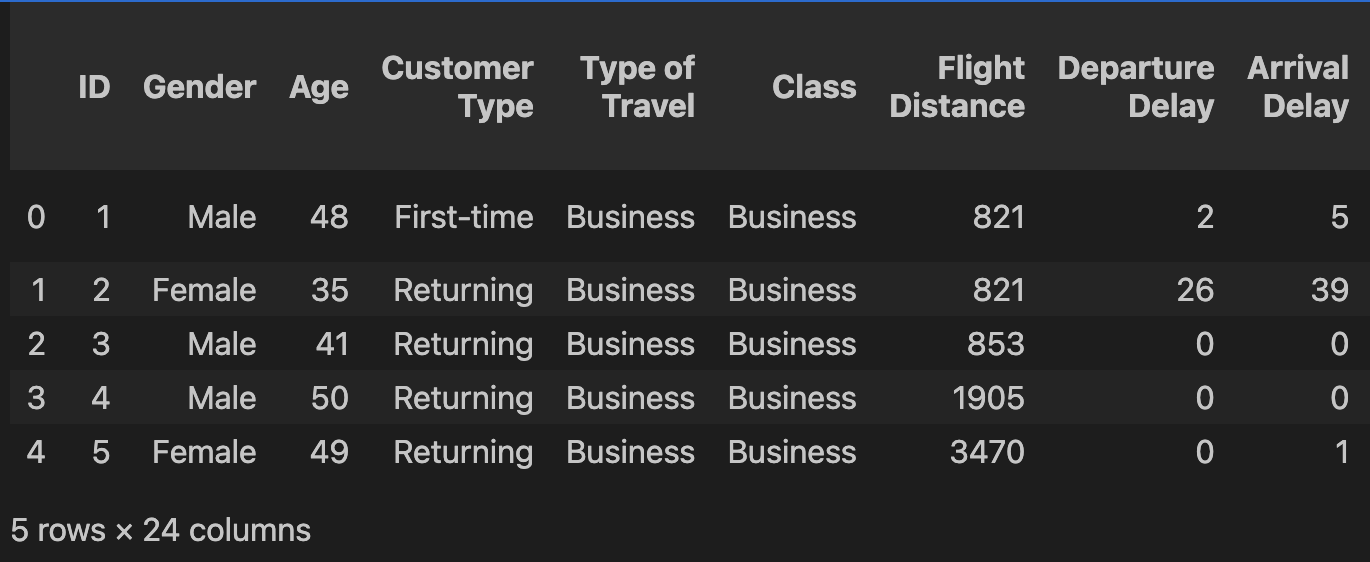 ID Gender Age Customer Type Type of Travel Class Flight Distance Departure Delay Arrival Delay
0 1 Male 48 First-time Business Business 821 2 5
1 2 Female 35 Returning Business Business 821 26 39
2 3 Male 41 Returning Business Business 853 0 0
3 4 Male 50 Returning Business Business 1905 0 0
4 5 Female 49 Returning Business Business 3470 0 1
5 rows × 24 columns